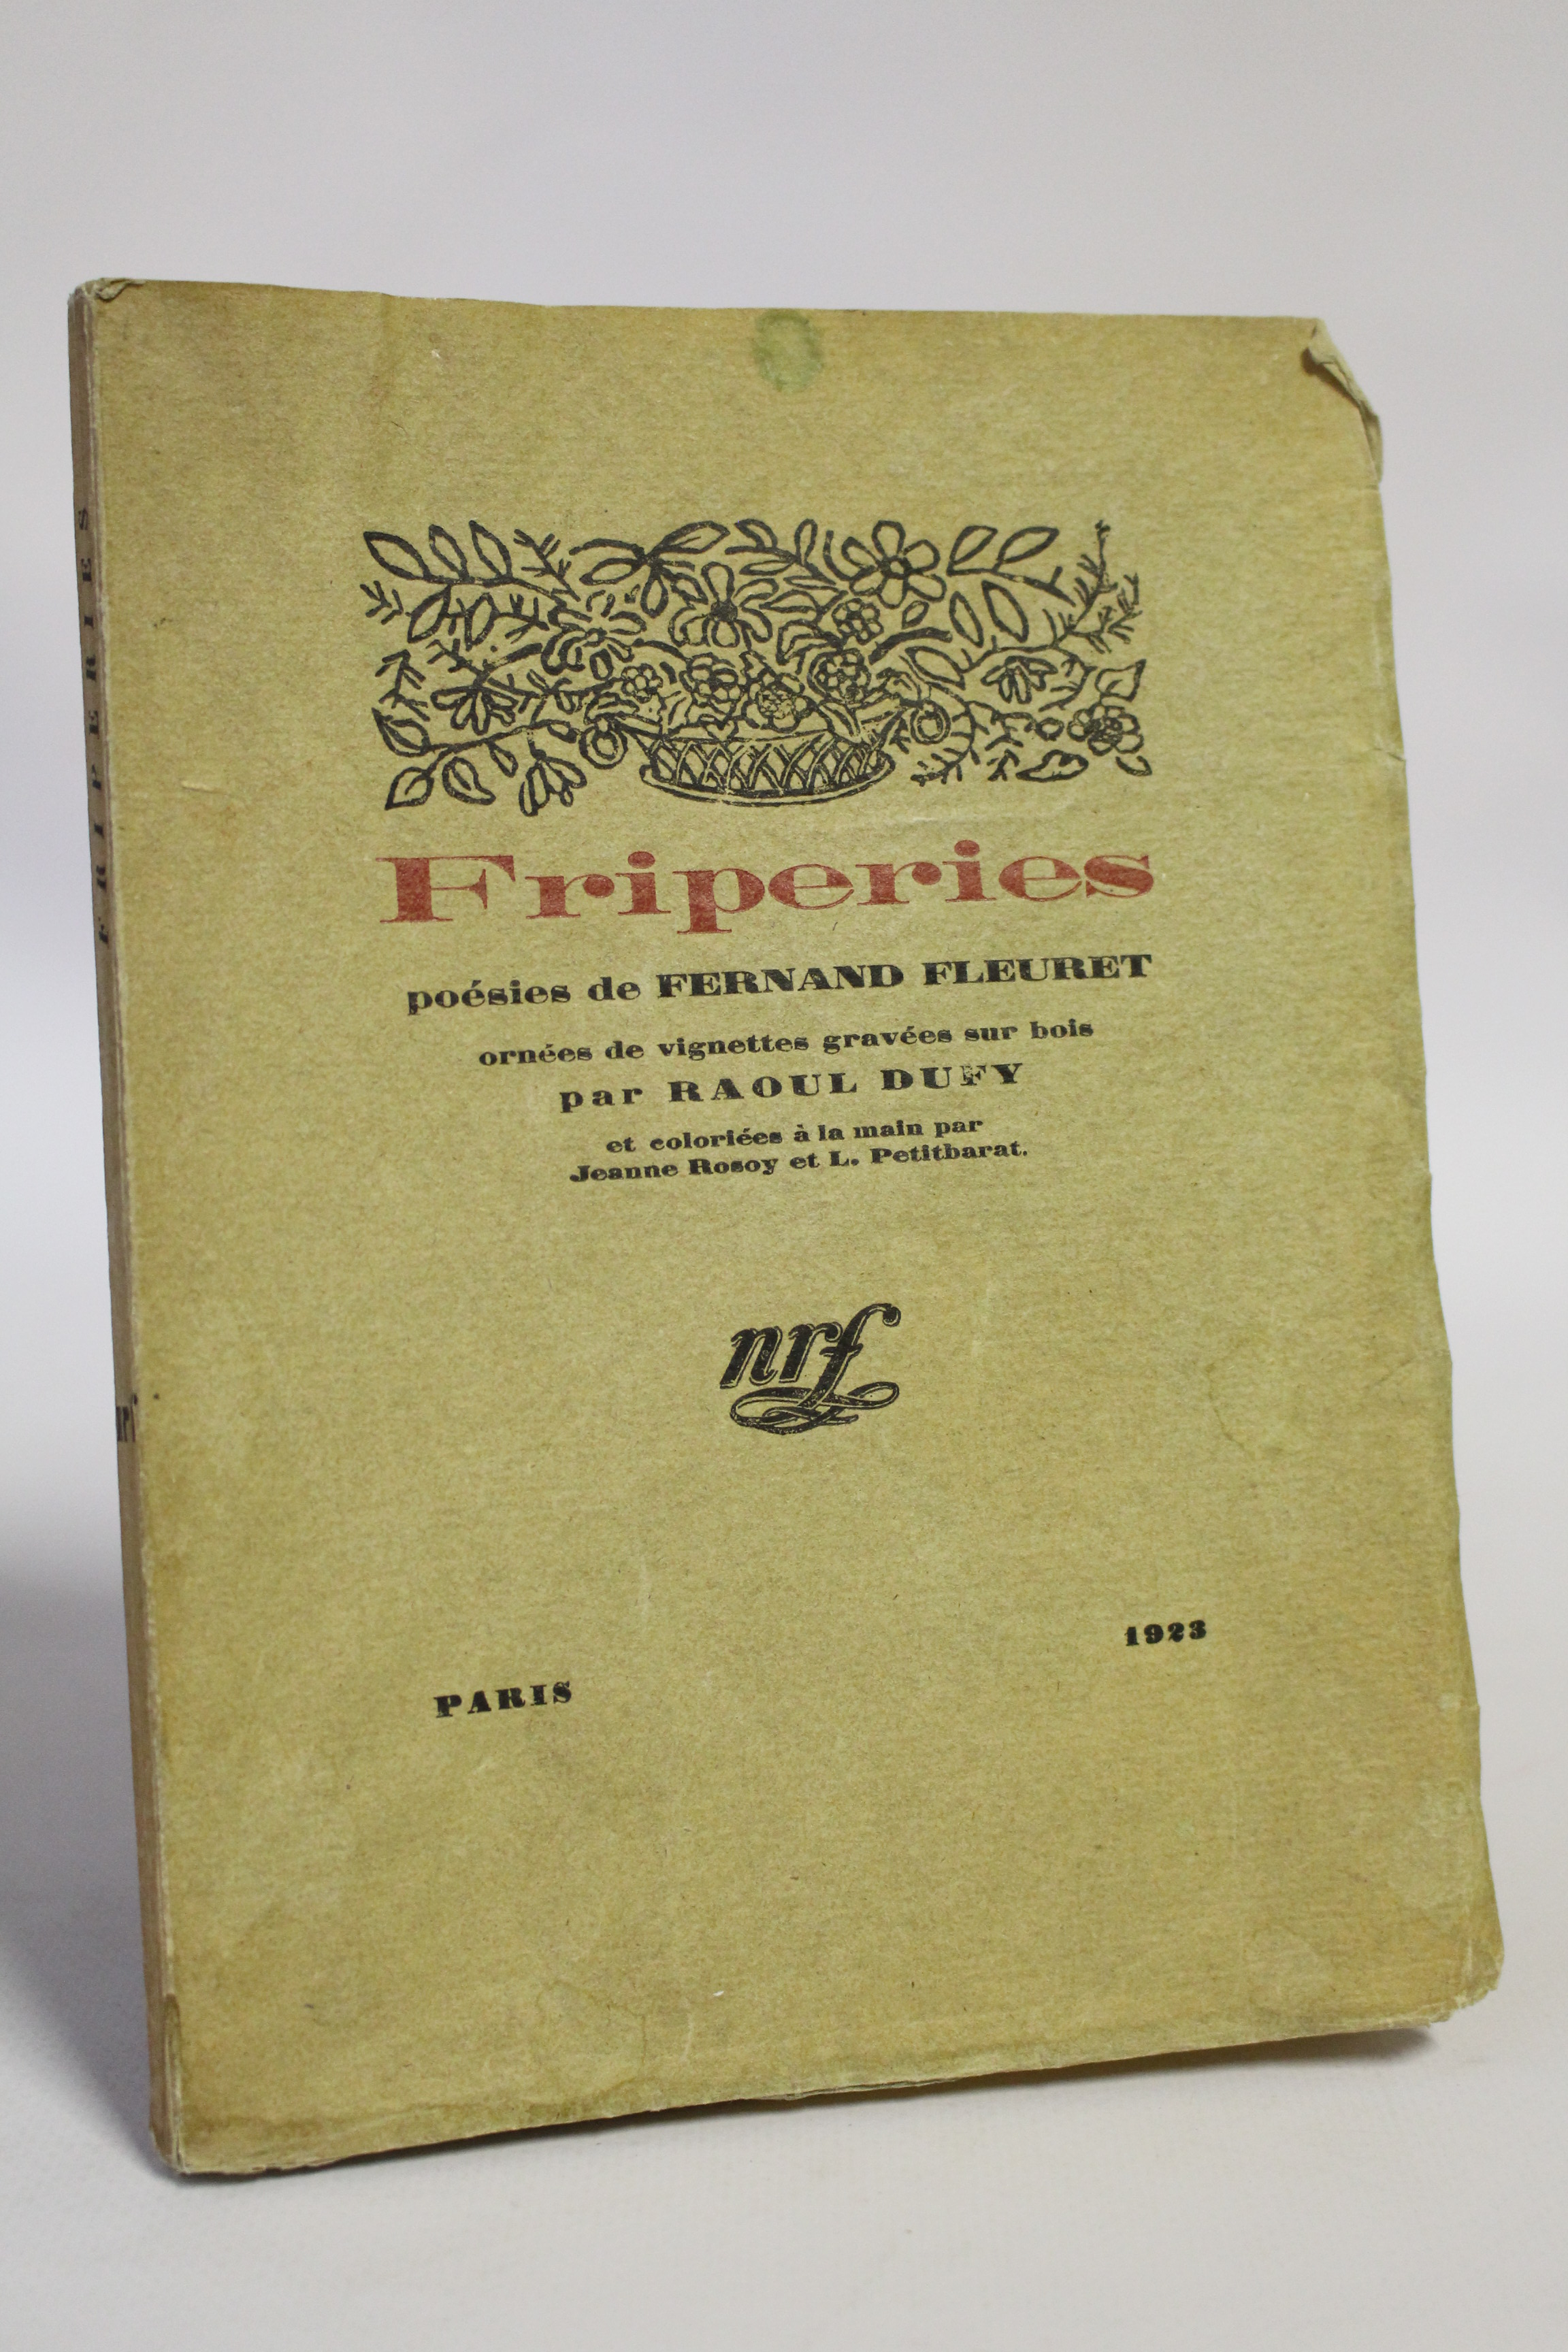 FRIPERIES
nrf
Friperies
poésies de FERNAND FLEURET
ornées de vignettes gravées sur bois
par RAOUL DUFY
et coloriées à la main par
Jeanne Rosoy et L. Petitbarat.
nrf
PARIS
1923